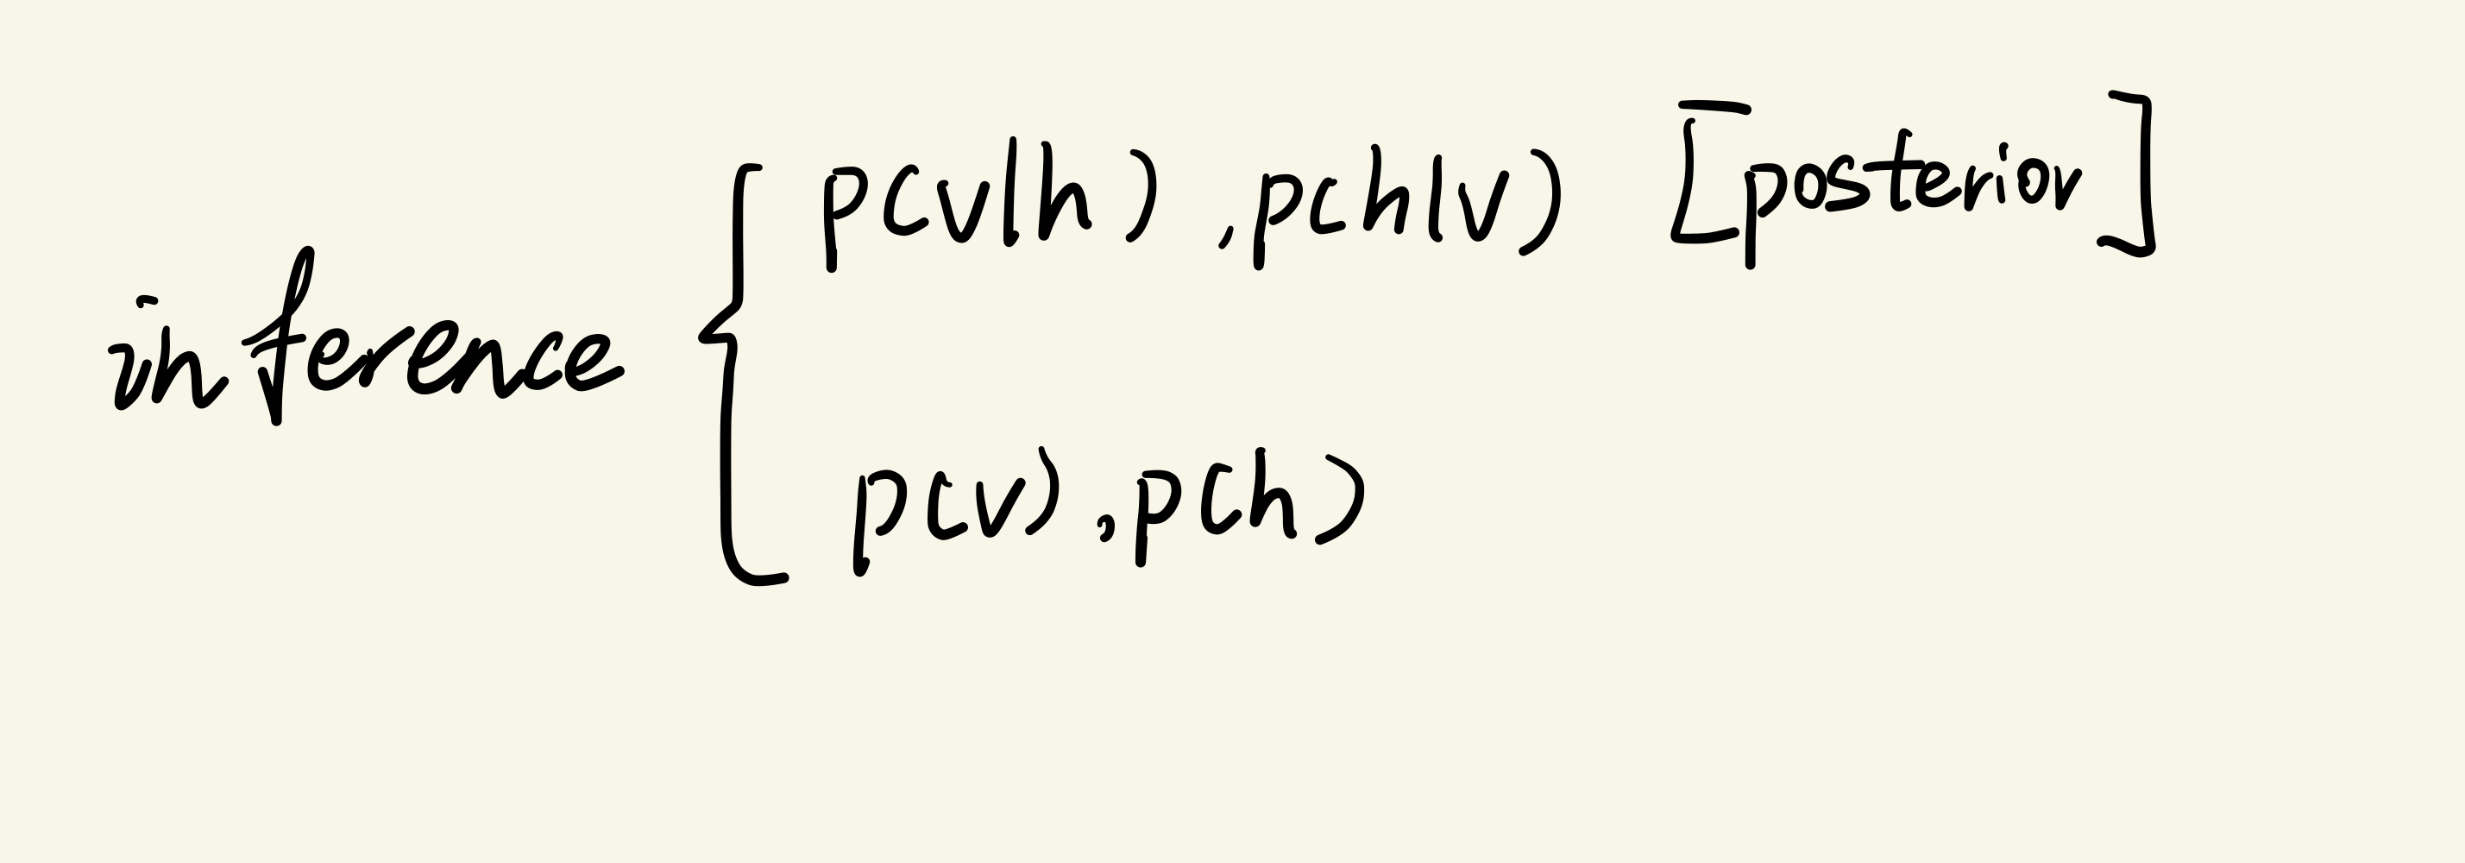 p(v|h) , p(h|v) [posterior]
inference {
p(v) , p(h)